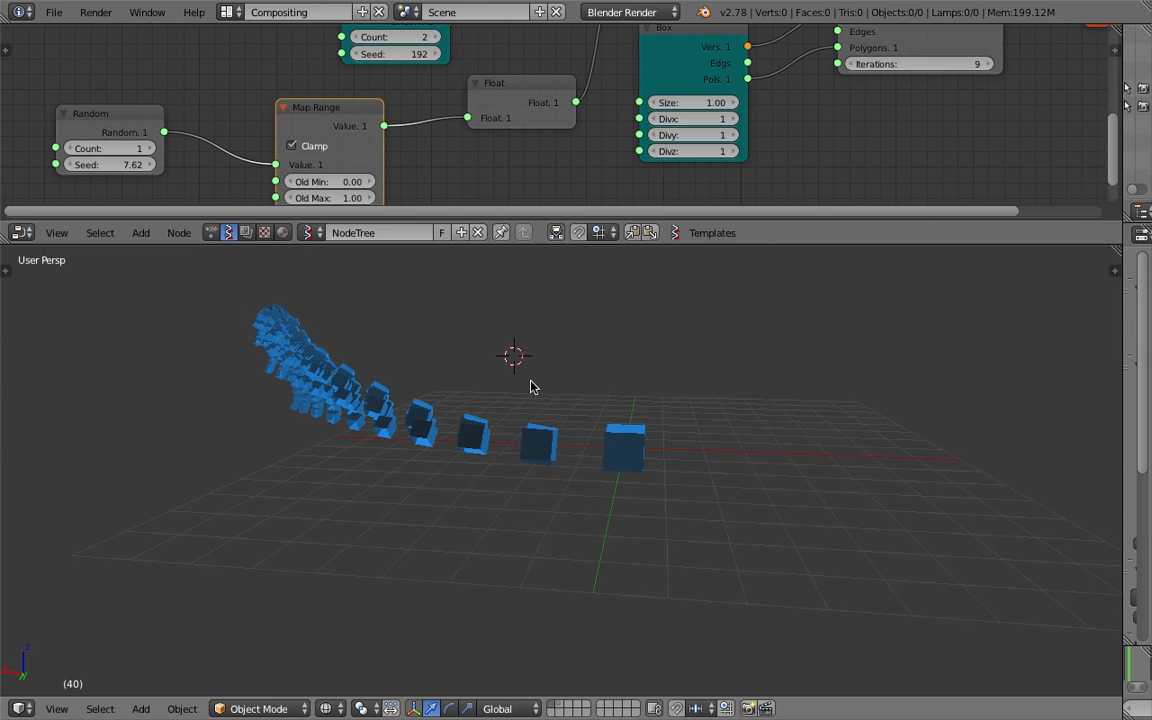 File Render Window Help Compositing Scene Blender Render v2.78 | Verts:0 | Faces:0 | Tris:0 | Objects:0/0 | Lamps:0/0 | Mem:199.12M
Count: 2
Seed: 192
Box
Vers. 1
Edgs
Pols. 1
Size: 1.00
Divx: 1
Divy: 1
Divz: 1
Edges
Polygons. 1
Iterations: 9
Float
Float. 1
Float. 1
Random
Random. 1
Count: 1
Seed: 7.62
Map Range
Value. 1
Clamp
Value. 1
Old Min: 0.00
Old Max: 1.00
View Select Add Node NodeTree F Templates
User Persp
z
(40)
View Select Add Object Object Mode Global